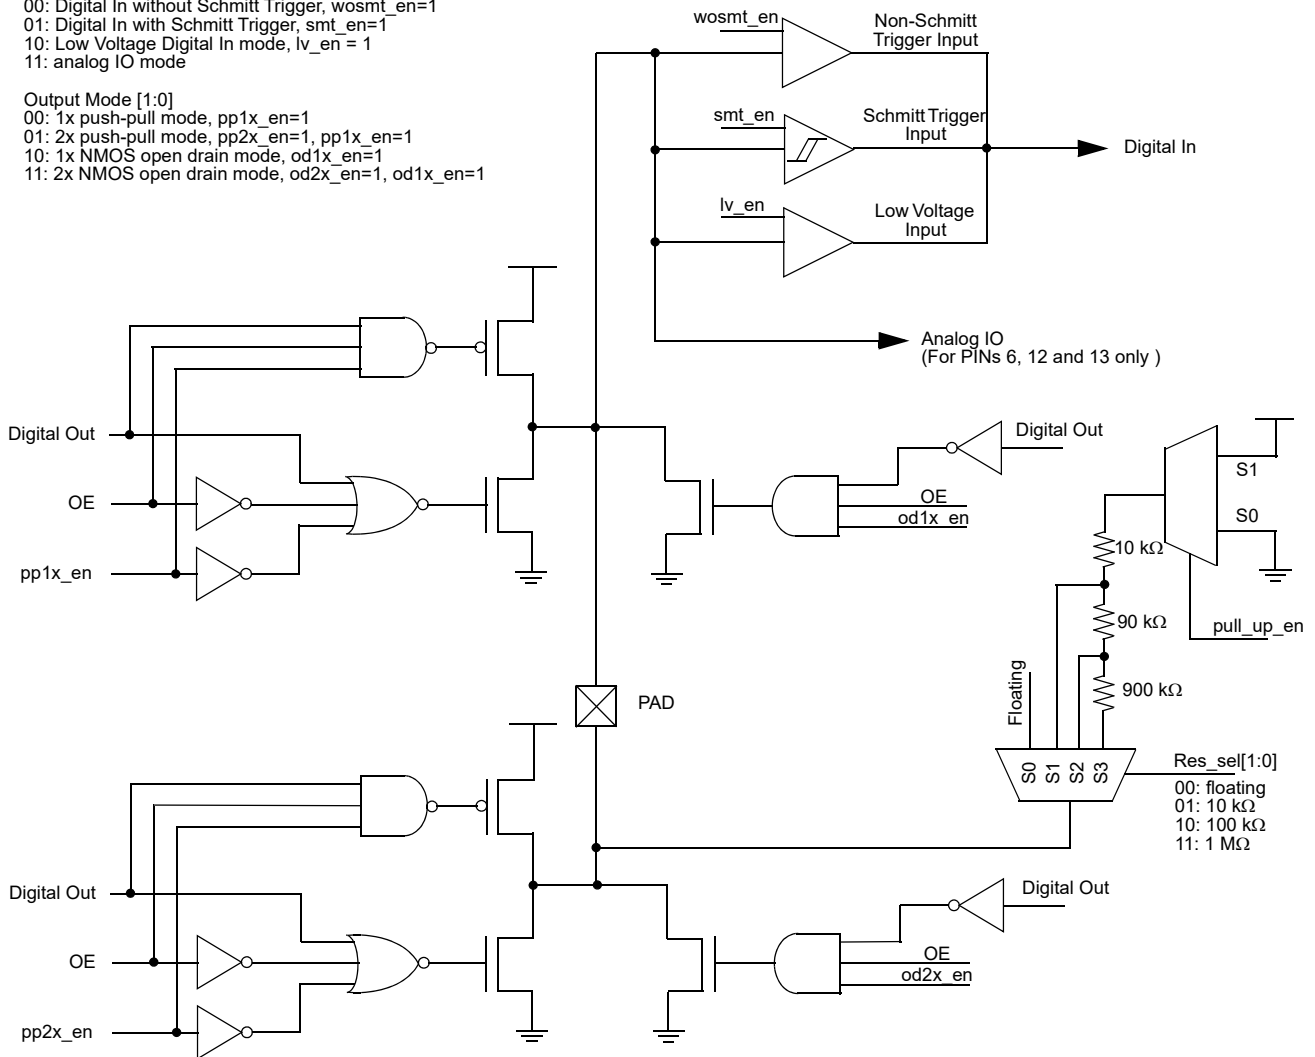 00: Digital In without Schmitt Trigger, wosmt_en=1
01: Digital In with Schmitt Trigger, smt_en=1
10: Low Voltage Digital In mode, lv_en = 1
11: analog IO mode
Output Mode [1:0]
00: 1x push-pull mode, pp1x_en=1
01: 2x push-pull mode, pp2x_en=1, pp1x_en=1
10: 1x NMOS open drain mode, od1x_en=1
11: 2x NMOS open drain mode, od2x_en=1, od1x_en=1
wosmt_en
Non-Schmitt
Trigger Input
smt_en
Schmitt Trigger
Input
Digital In
lv_en
Low Voltage
Input
Analog IO
(For PINs 6, 12 and 13 only )
Digital Out
OE
pp1x_en
Digital Out
OE
od1x_en
S1
S0
10 kΩ
90 kΩ
900 kΩ
pull_up_en
Floating
PAD
S0
S1
S2
S3
Res_sel[1:0]
00: floating
01: 10 kΩ
10: 100 kΩ
11: 1 MΩ
Digital Out
OE
pp2x_en
Digital Out
OE
od2x_en